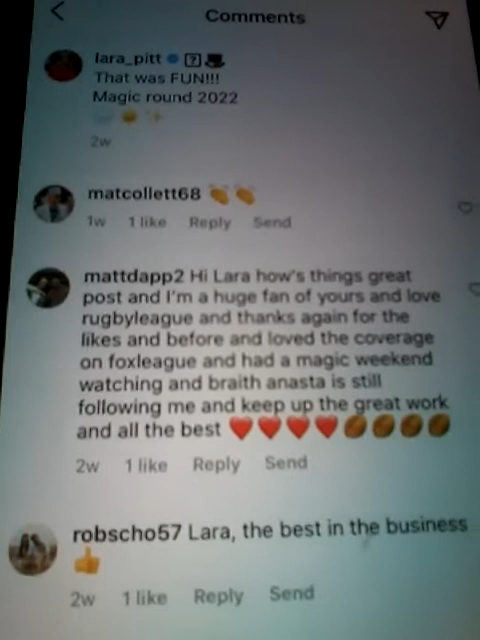 Comments
lara_pitt
That was FUN!!!
Magic round 2022
2w
matcollett68
1w 1 like Reply Send
mattdapp2 Hi Lara how's things great
post and I'm a huge fan of yours and love
rugbyleague and thanks again for the
likes and before and loved the coverage
on foxleague and had a magic weekend
watching and braith anasta is still
following me and keep up the great work
and all the best
2w 1 like Reply Send
robscho57 Lara, the best in the business
2w 1 like Reply Send